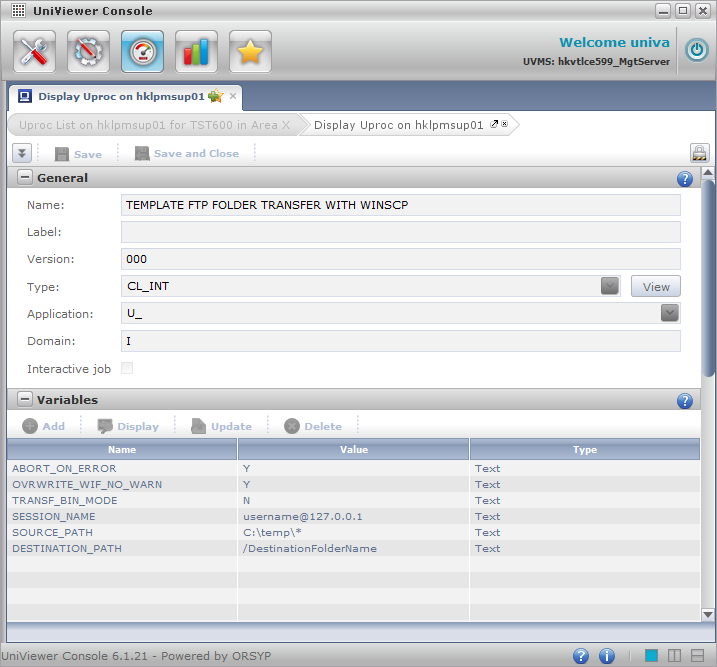 UniViewer Console
Welcome univa
UVMS: hkvtlce599_MgtServer
Display Uproc on hklpmsup01
Uproc List on hklpmsup01 for TST600 in Area X
Display Uproc on hklpmsup01
Save
Save and Close
General
Name: TEMPLATE FTP FOLDER TRANSFER WITH WINSCP
Label:
Version: 000
Type: CL_INT View
Application: U_
Domain: I
Interactive job
Variables
Add Display Update Delete
Name Value Type
ABORT_ON_ERROR Y Text
OVRWRITE_WIF_NO_WARN Y Text
TRANSF_BIN_MODE N Text
SESSION_NAME username@127.0.0.1 Text
SOURCE_PATH C:\temp\* Text
DESTINATION_PATH /DestinationFolderName Text
UniViewer Console 6.1.21 - Powered by ORSYP